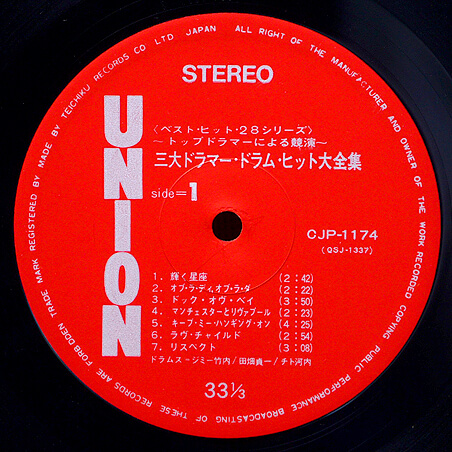 TRADE MARK REGISTERED BY MADE BY TEICHIKU RECORDS CO LTD JAPAN ALL RIGHT OF THE MANUFACTURER AND OWNER OF THE WORK RECORDED COPYING PUBLIC PERFORMANCE BROADCASTING OF THESE RECORDS ARE FORBIDDEN
STEREO
UNION
〈ベスト・ヒット・28シリーズ〉
〜トップドラマーによる競演〜
三大ドラマー・ドラム・ヒット大全集
side=1
CJP-1174
(QSJ-1337)
1. 輝く星座 (2:42)
2. オブ・ラ・ディ,オブ・ラ・ダ (2:22)
3. ドック・オヴ・ベイ (3:50)
4. マンチェスターとリヴァプール (2:23)
5. キープ・ミー・ハンギング・オン (4:25)
6. ラヴ・チャイルド (2:54)
7. リスペクト (3:08)
ドラムス−ジミー竹内/田畑貞一/チト河内
33⅓